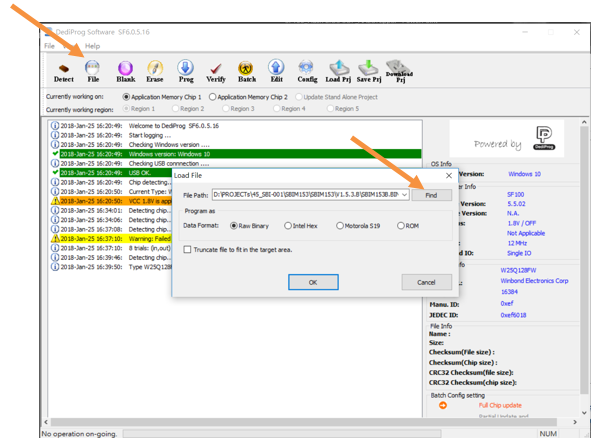 DediProg Software SF6.0.5.16
File
Help
Detect File Blank Erase Prog Verify Batch Edit Config Load Prj Save Prj Download Prj
Currently working on: Application Memory Chip 1 Application Memory Chip 2 Update Stand Alone Project
Currently working region: Region 1 Region 2 Region 3 Region 4 Region 5
2018-Jan-25 16:20:49: Welcome to DediProg SF6.0.5.16
2018-Jan-25 16:20:49: Start logging ...
2018-Jan-25 16:20:49: Checking Windows version ....
2018-Jan-25 16:20:49: Windows version: Windows 10
2018-Jan-25 16:20:49: Checking USB connection ....
2018-Jan-25 16:20:49: USB OK.
2018-Jan-25 16:20:49: Chip detecting..
2018-Jan-25 16:20:50: Current Type: W
2018-Jan-25 16:20:50: VCC 1.8V is app
2018-Jan-25 16:34:01: Detecting chip..
2018-Jan-25 16:34:06: Detecting chip..
2018-Jan-25 16:37:08: Detecting chip..
2018-Jan-25 16:37:10: Warning: Failed
2018-Jan-25 16:37:10: 8 trials: (in,out)
2018-Jan-25 16:39:46: Detecting chip..
2018-Jan-25 16:39:50: Type W25Q128
Load File
File Path: D:\PROJECTs\45_SBI-001\SBIM153\SBIM153\V1.5.3.8\SBIM153B.BIN
Find
Program as
Data Format: Raw Binary Intel Hex Motorola S19 ROM
Truncate file to fit in the target area.
OK Cancel
Powered by DediProg
OS Info
Version: Windows 10
er Info
SF100
Version: 5.5.02
Version: N.A.
1.8V / OFF
Not Applicable
12 MHz
d IO: Single IO
W25Q128FW
Winbond Electronics Corp
16384
Manu. ID: 0xef
JEDEC ID: 0xef6018
File Info
Name :
Size:
Checksum(File size) :
Checksum(Chip size) :
CRC32 Checksum(file size):
CRC32 Checksum(chip size):
Batch Config setting
Full Chip update
Partial Update and
No operation on-going.
NUM